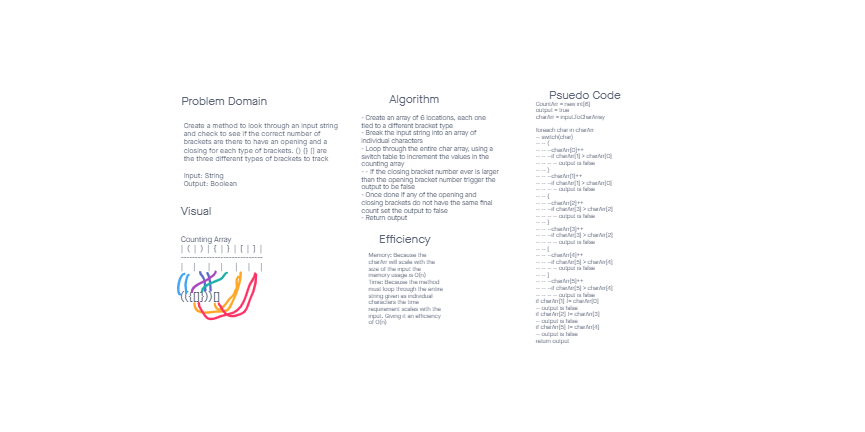 Problem Domain
Create a method to look through an input string
and check to see if the correct number of
brackets are there to have an opening and a
closing for each type of brackets. () {} [] are
the three different types of brackets to track
Input: String
Output: Boolean
Visual
Counting Array
| ( | ) | { | } | [ | ] |
------------------------------
| | | | | | |
(({[]}))[]
Algorithm
- Create an array of 6 locations, each one
tied to a different bracket type
- Break the input string into an array of
individual characters
- Loop through the entire char array, using a
switch table to increment the values in the
counting array
- - If the closing bracket number ever is larger
than the opening bracket number trigger the
output to be false
- Once done if any of the opening and
closing brackets do not have the same final
count set the output to false
- Return output
Efficiency
Memory: Because the
charArr will scale with the
size of the input the
memory usage is O(n)
Time: Because the method
must loop through the entire
string given as individual
characters the time
requirement scales with the
input. Giving it an efficiency
of O(n)
Psuedo Code
CountArr = new int[6]
output = true
charArr = input.ToCharArray
foreach char in charArr
-- switch(char)
-- -- (
-- -- --charArr[0]++
-- -- --if charArr[1] > charArr[0]
-- -- -- -- output is false
-- -- )
-- -- --charArr[1]++
-- -- --if charArr[1] > charArr[0]
-- -- -- -- output is false
-- -- {
-- -- --charArr[2]++
-- -- --if charArr[3] > charArr[2]
-- -- -- -- output is false
-- -- }
-- -- --charArr[3]++
-- -- --if charArr[3] > charArr[2]
-- -- -- -- output is false
-- -- [
-- -- --charArr[4]++
-- -- --if charArr[5] > charArr[4]
-- -- -- -- output is false
-- -- ]
-- -- --charArr[5]++
-- -- --if charArr[5] > charArr[4]
-- -- -- -- output is false
if charArr[1] != charArr[0]
-- output is false
if charArr[2] != charArr[3]
-- output is false
if charArr[5] != charArr[4]
-- output is false
return output